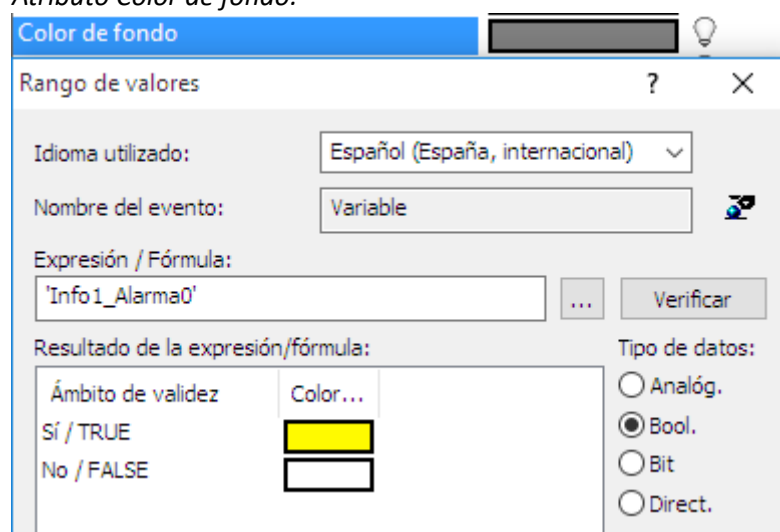 Atributo Color de fondo:
Color de fondo
Rango de valores ? X
Idioma utilizado: Español (España, internacional)
Nombre del evento: Variable
Expresión / Fórmula:
'Info1_Alarma0' ... Verificar
Resultado de la expresión/fórmula: Tipo de datos:
Ámbito de validez Color... Analóg.
Sí / TRUE Bool.
No / FALSE Bit
Direct.